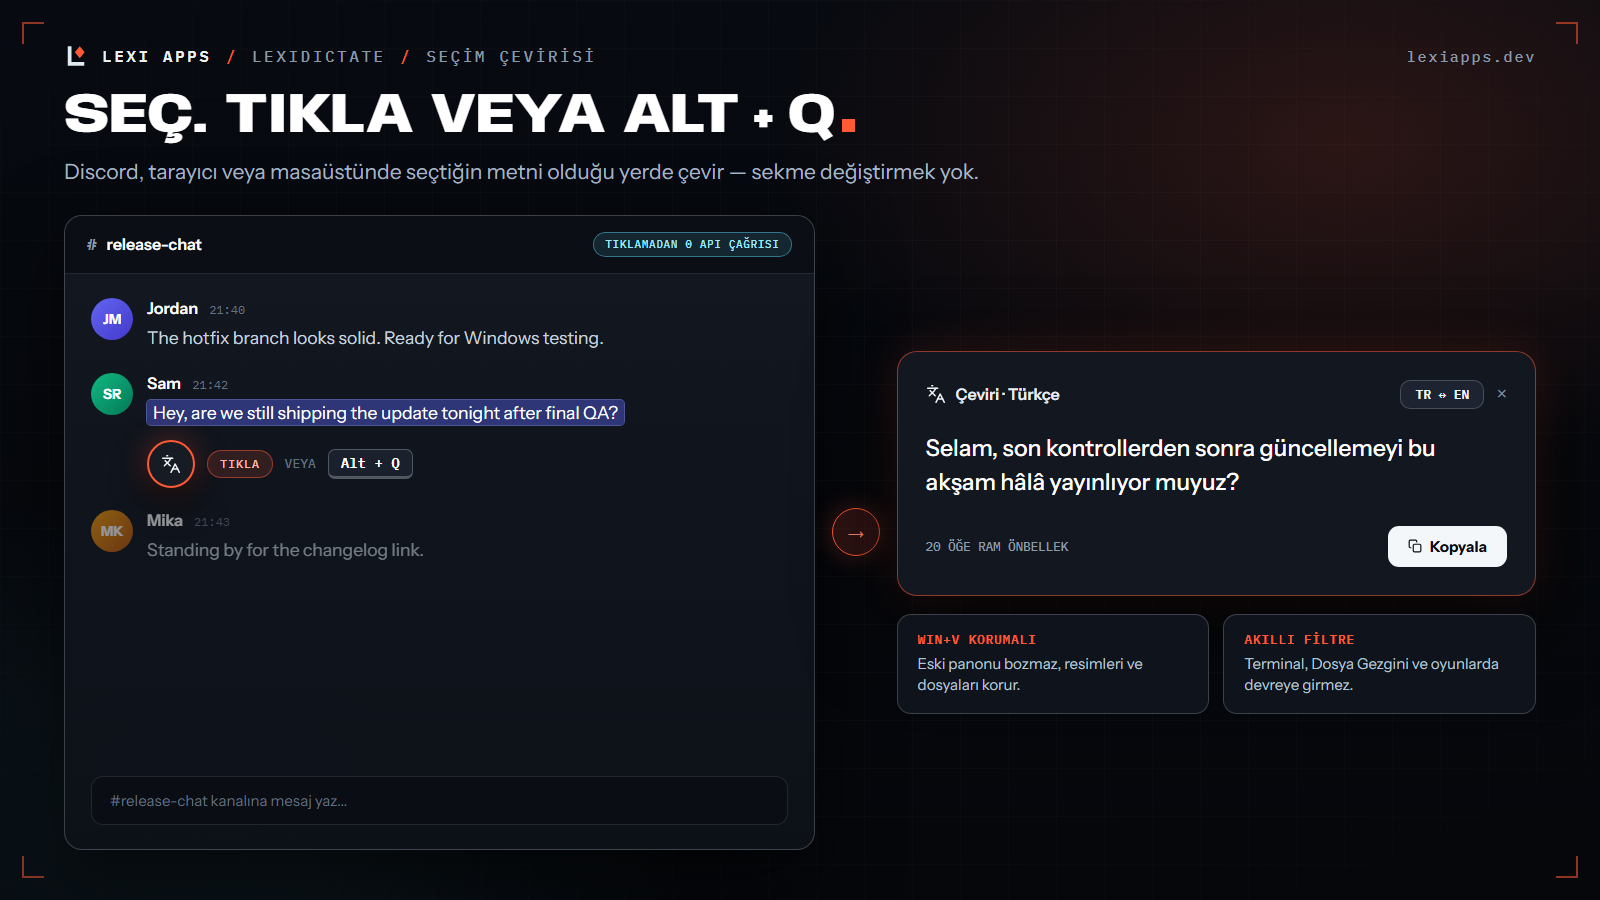 LEXI APPS / LEXIDICTATE / SEÇİM ÇEVİRİSİ
lexiapps.dev
SEÇ. TIKLA VEYA ALT + Q.
Discord, tarayıcı veya masaüstünde seçtiğin metni olduğu yerde çevir — sekme değiştirmek yok.
# release-chat
TIKLAMADAN 0 API ÇAĞRISI
JM
Jordan 21:40
The hotfix branch looks solid. Ready for Windows testing.
SR
Sam 21:42
Hey, are we still shipping the update tonight after final QA?
TIKLA VEYA Alt + Q
MK
Mika 21:43
Standing by for the changelog link.
#release-chat kanalına mesaj yaz...
→
Çeviri · Türkçe
TR ↔ EN ×
Selam, son kontrollerden sonra güncellemeyi bu
akşam hâlâ yayınlıyor muyuz?
20 ÖĞE RAM ÖNBELLEK
Kopyala
WIN+V KORUMALI
Eski panonu bozmaz, resimleri ve
dosyaları korur.
AKILLI FİLTRE
Terminal, Dosya Gezgini ve oyunlarda
devreye girmez.